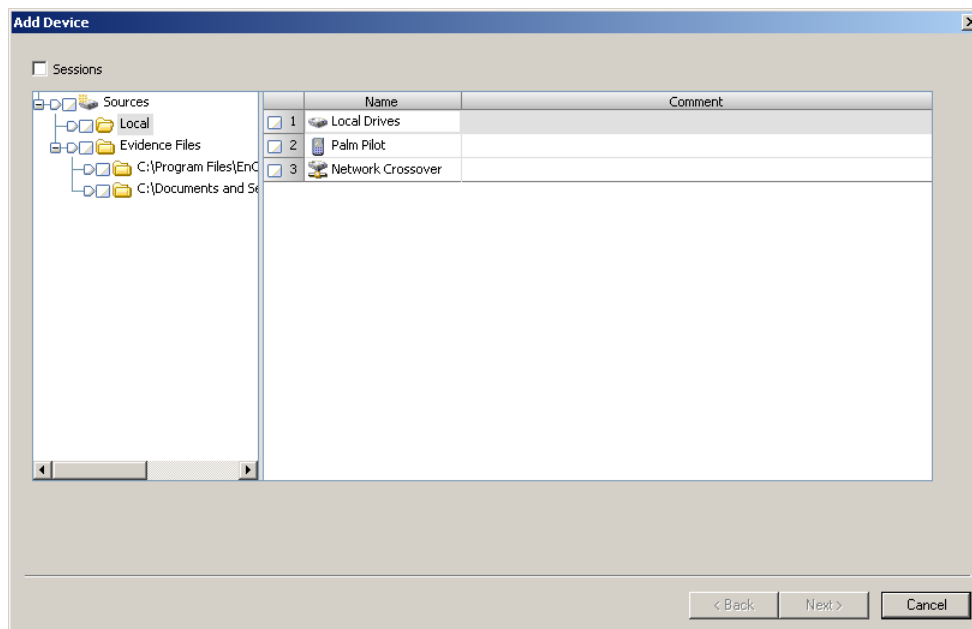 Add Device
Sessions
Sources
Local
Evidence Files
C:\Program Files\EnC
C:\Documents and Se
Name Comment
1 Local Drives
2 Palm Pilot
3 Network Crossover
< Back Next > Cancel